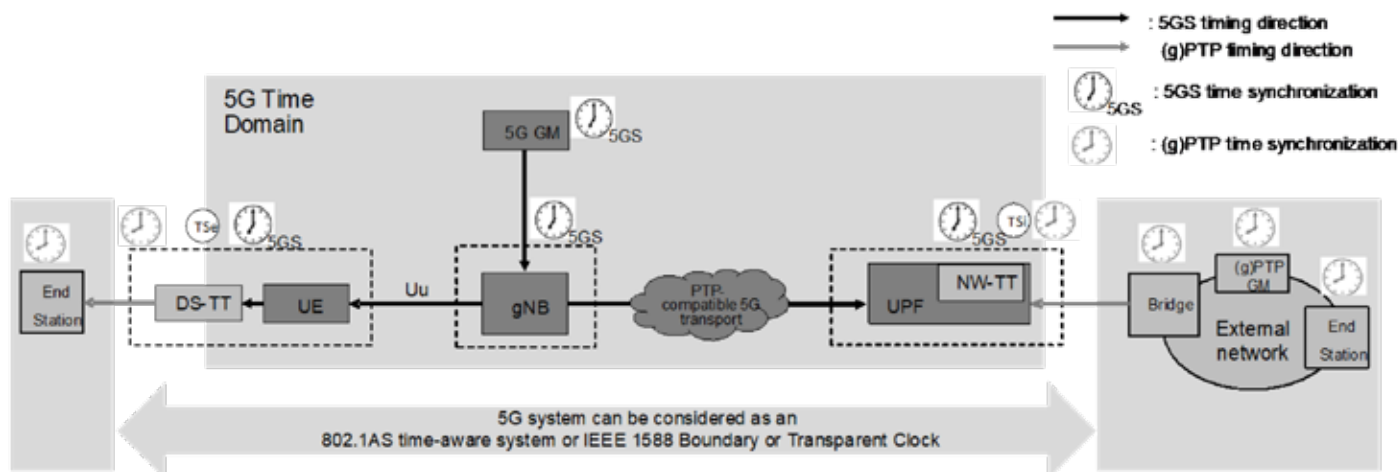 : 5GS timing direction
(g)PTP timing direction
: 5GS time synchronization
5GS
: (g)PTP time synchronization
5G Time
Domain
5G GM
5GS
TSe
5GS
5GS
5GS
TSi
End
Station
DS-TT
UE
Uu
gNB
PTP-
compatible 5G
transport
UPF
NW-TT
Bridge
(g)PTP
GM
External
network
End
Station
5G system can be considered as an
802.1AS time-aware system or IEEE 1588 Boundary or Transparent Clock